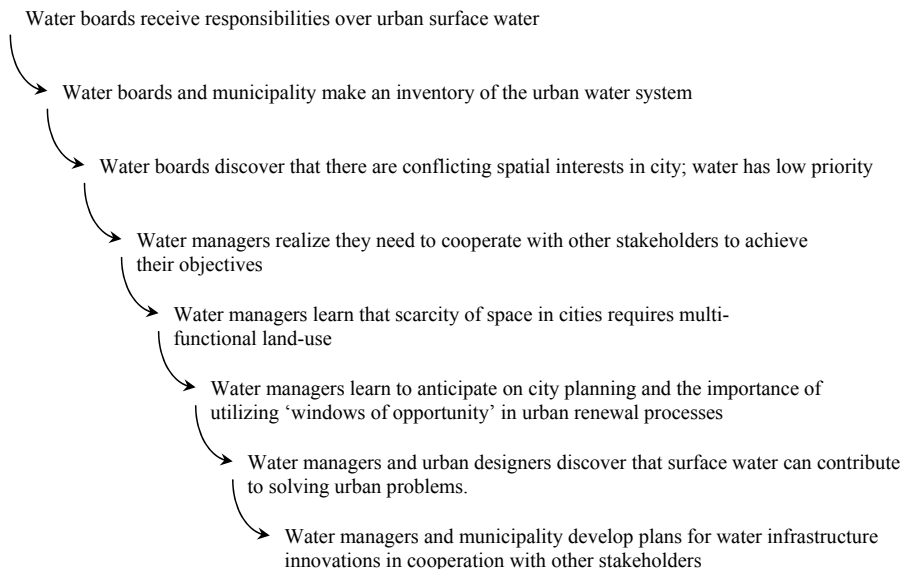 Water boards receive responsibilities over urban surface water
Water boards and municipality make an inventory of the urban water system
Water boards discover that there are conflicting spatial interests in city; water has low priority
Water managers realize they need to cooperate with other stakeholders to achieve
their objectives
Water managers learn that scarcity of space in cities requires multi-
functional land-use
Water managers learn to anticipate on city planning and the importance of
utilizing ‘windows of opportunity’ in urban renewal processes
Water managers and urban designers discover that surface water can contribute
to solving urban problems.
Water managers and municipality develop plans for water infrastructure
innovations in cooperation with other stakeholders